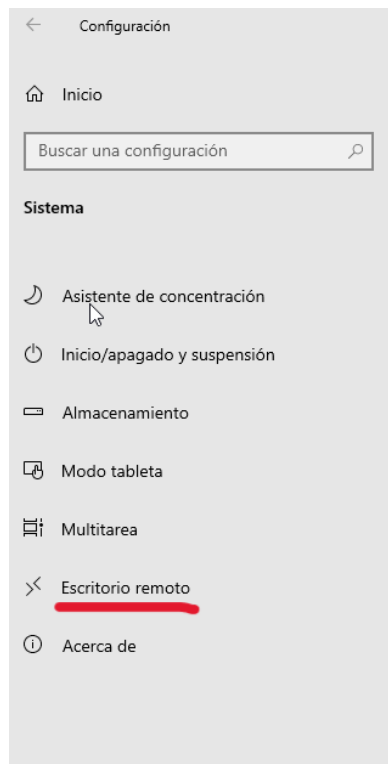 Configuración
Inicio
Buscar una configuración
Sistema
Asistente de concentración
Inicio/apagado y suspensión
Almacenamiento
Modo tableta
Multitarea
Escritorio remoto
Acerca de